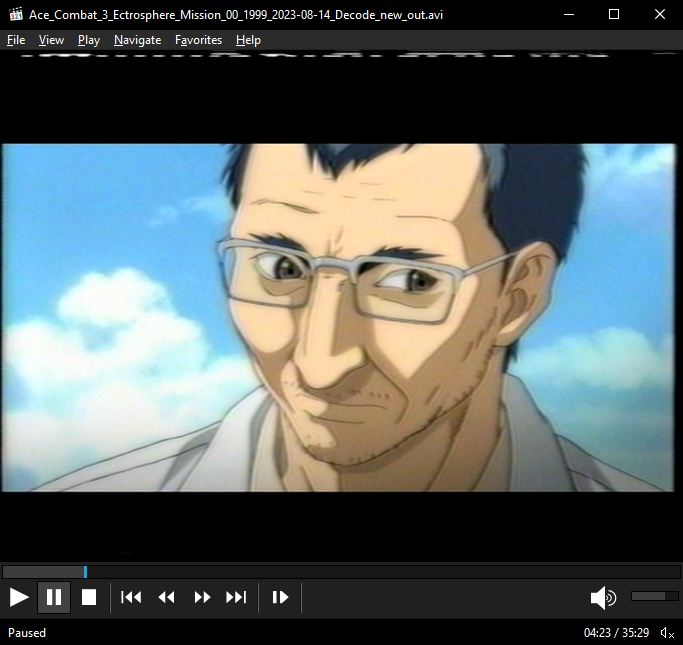 Ace_Combat_3_Ectrosphere_Mission_00_1999_2023-08-14_Decode_new_out.avi
File View Play Navigate Favorites Help
Paused 04:23 / 35:29